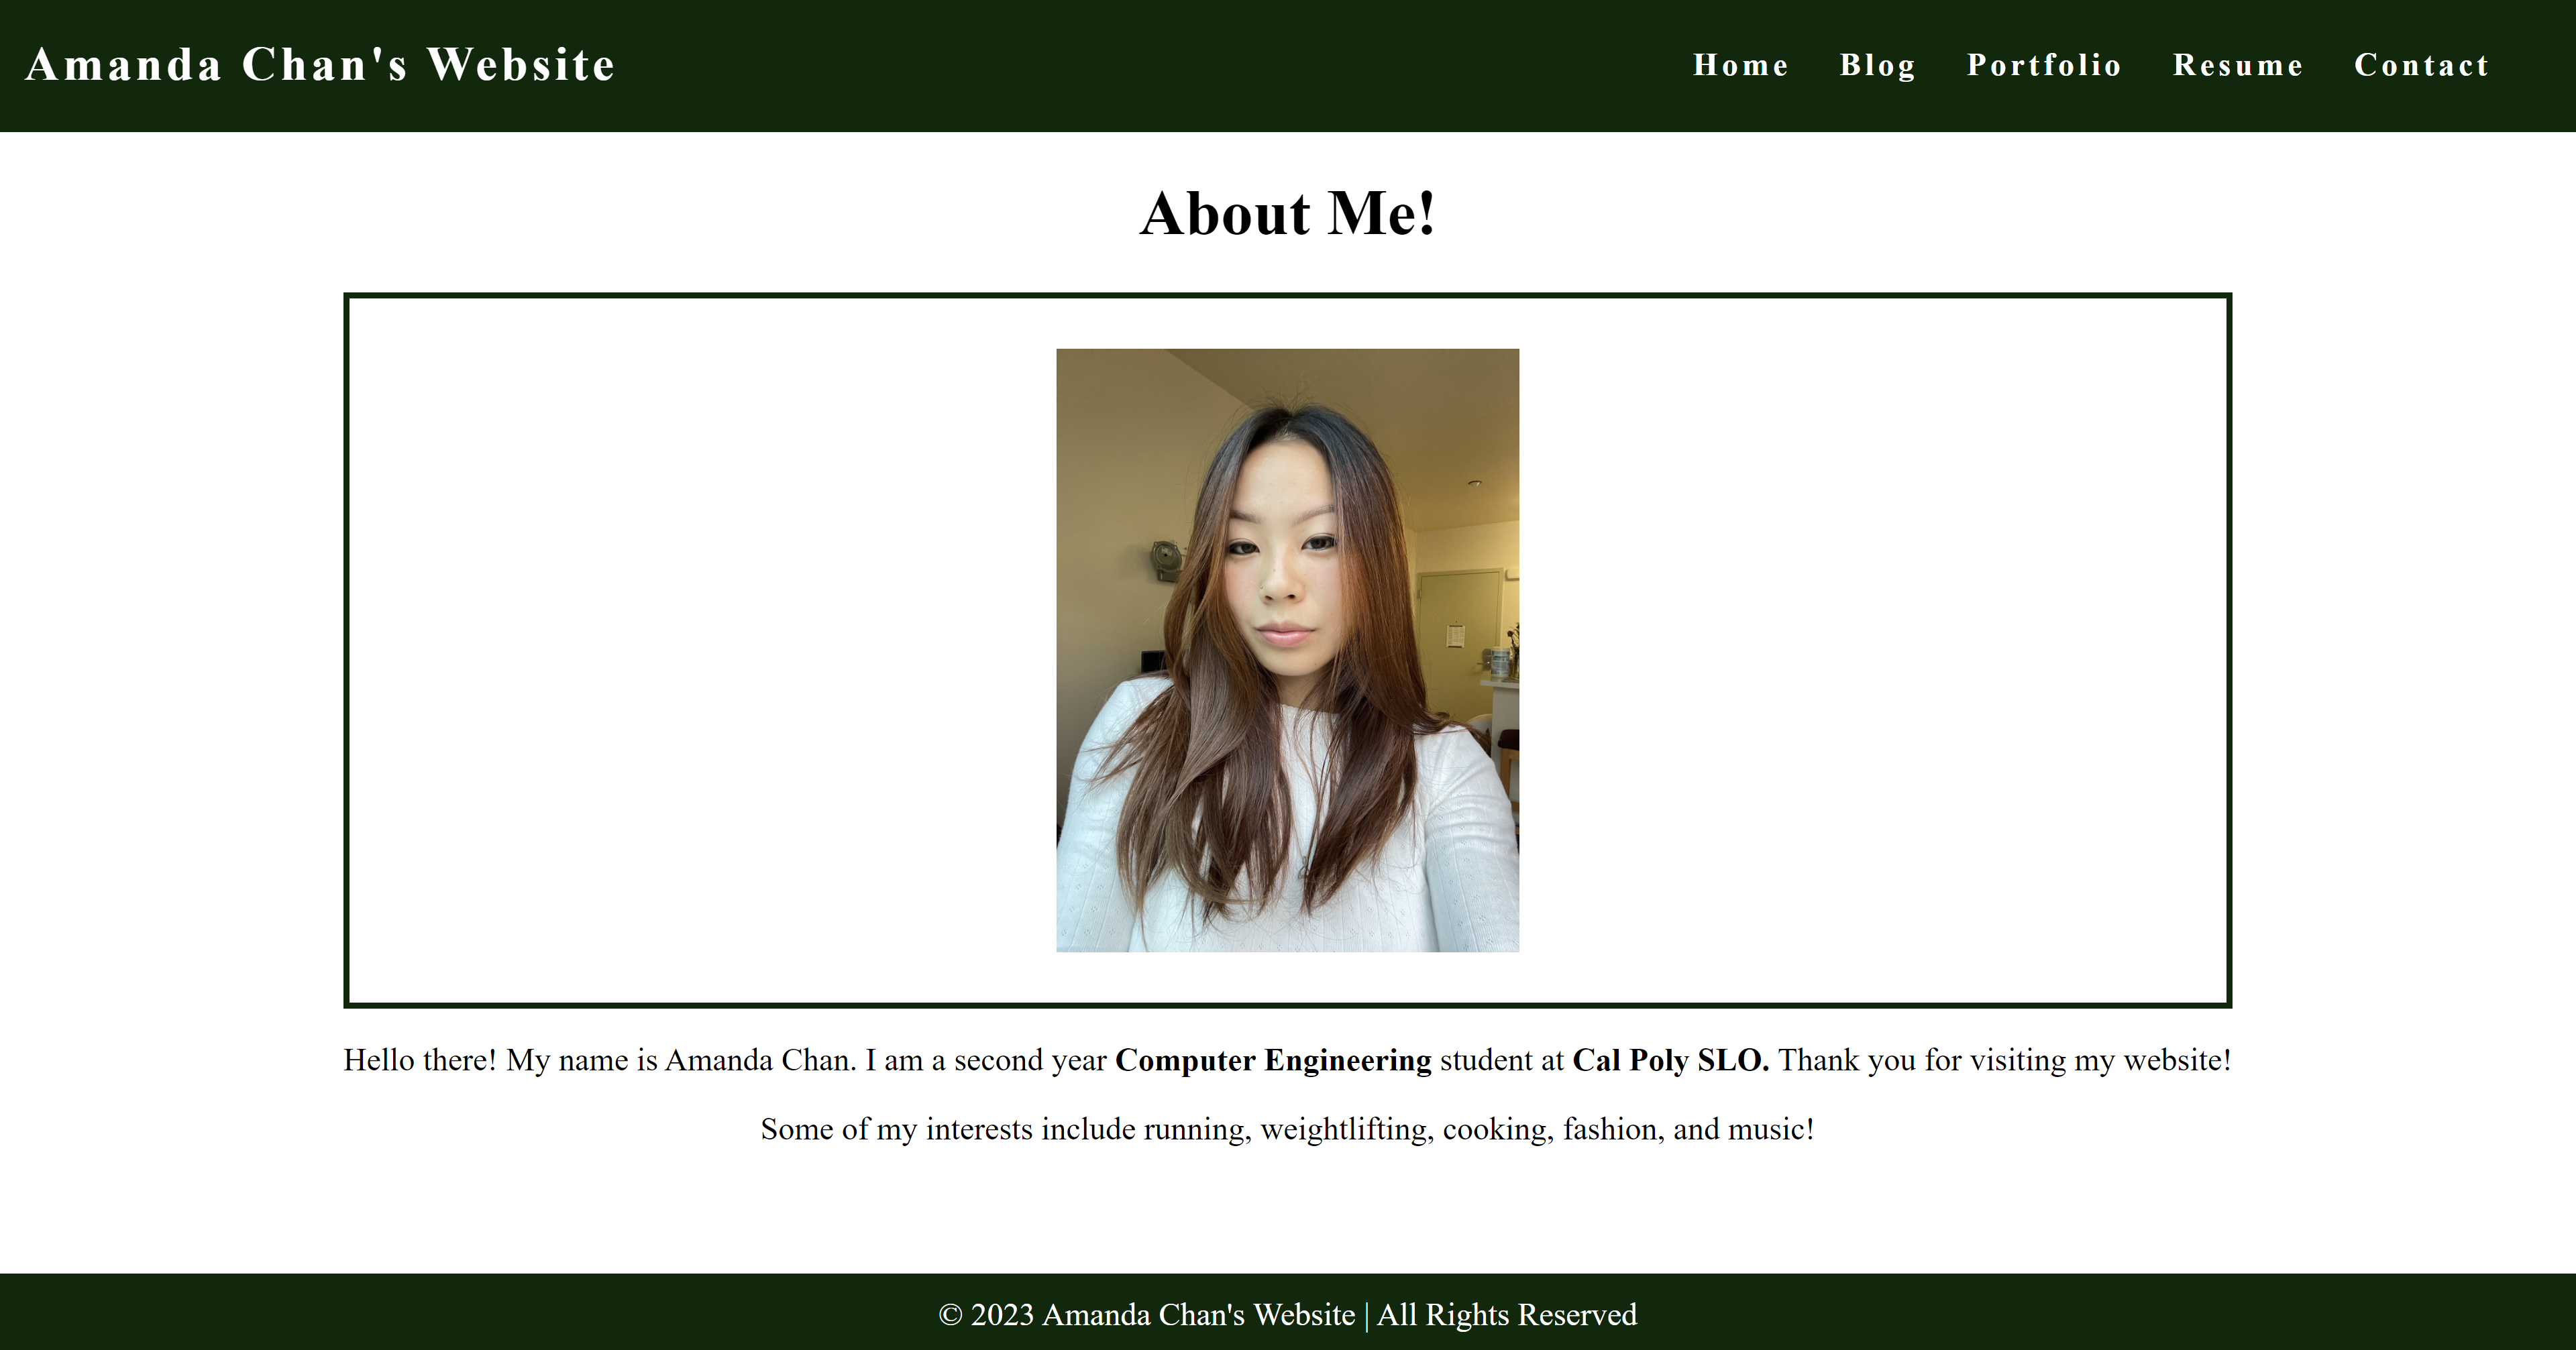 Amanda Chan's Website
Home Blog Portfolio Resume Contact
About Me!
Hello there! My name is Amanda Chan. I am a second year Computer Engineering student at Cal Poly SLO. Thank you for visiting my website!
Some of my interests include running, weightlifting, cooking, fashion, and music!
© 2023 Amanda Chan's Website | All Rights Reserved